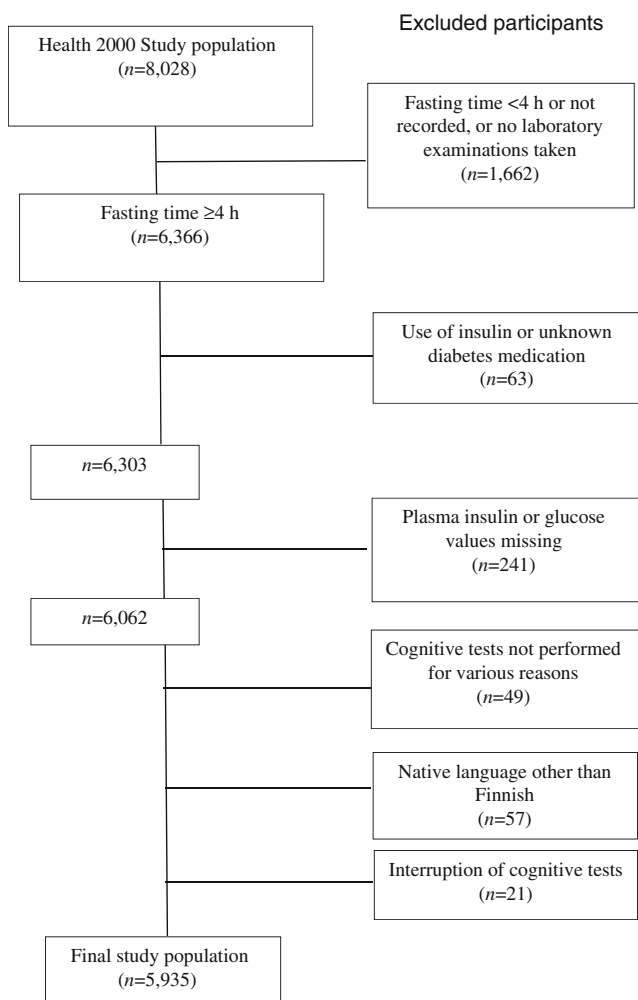 Excluded participants
Health 2000 Study population
(n=8,028)
Fasting time <4 h or not
recorded, or no laboratory
examinations taken
(n=1,662)
Fasting time ≥4 h
(n=6,366)
Use of insulin or unknown
diabetes medication
(n=63)
n=6,303
Plasma insulin or glucose
values missing
(n=241)
n=6,062
Cognitive tests not performed
for various reasons
(n=49)
Native language other than
Finnish
(n=57)
Interruption of cognitive tests
(n=21)
Final study population
(n=5,935)